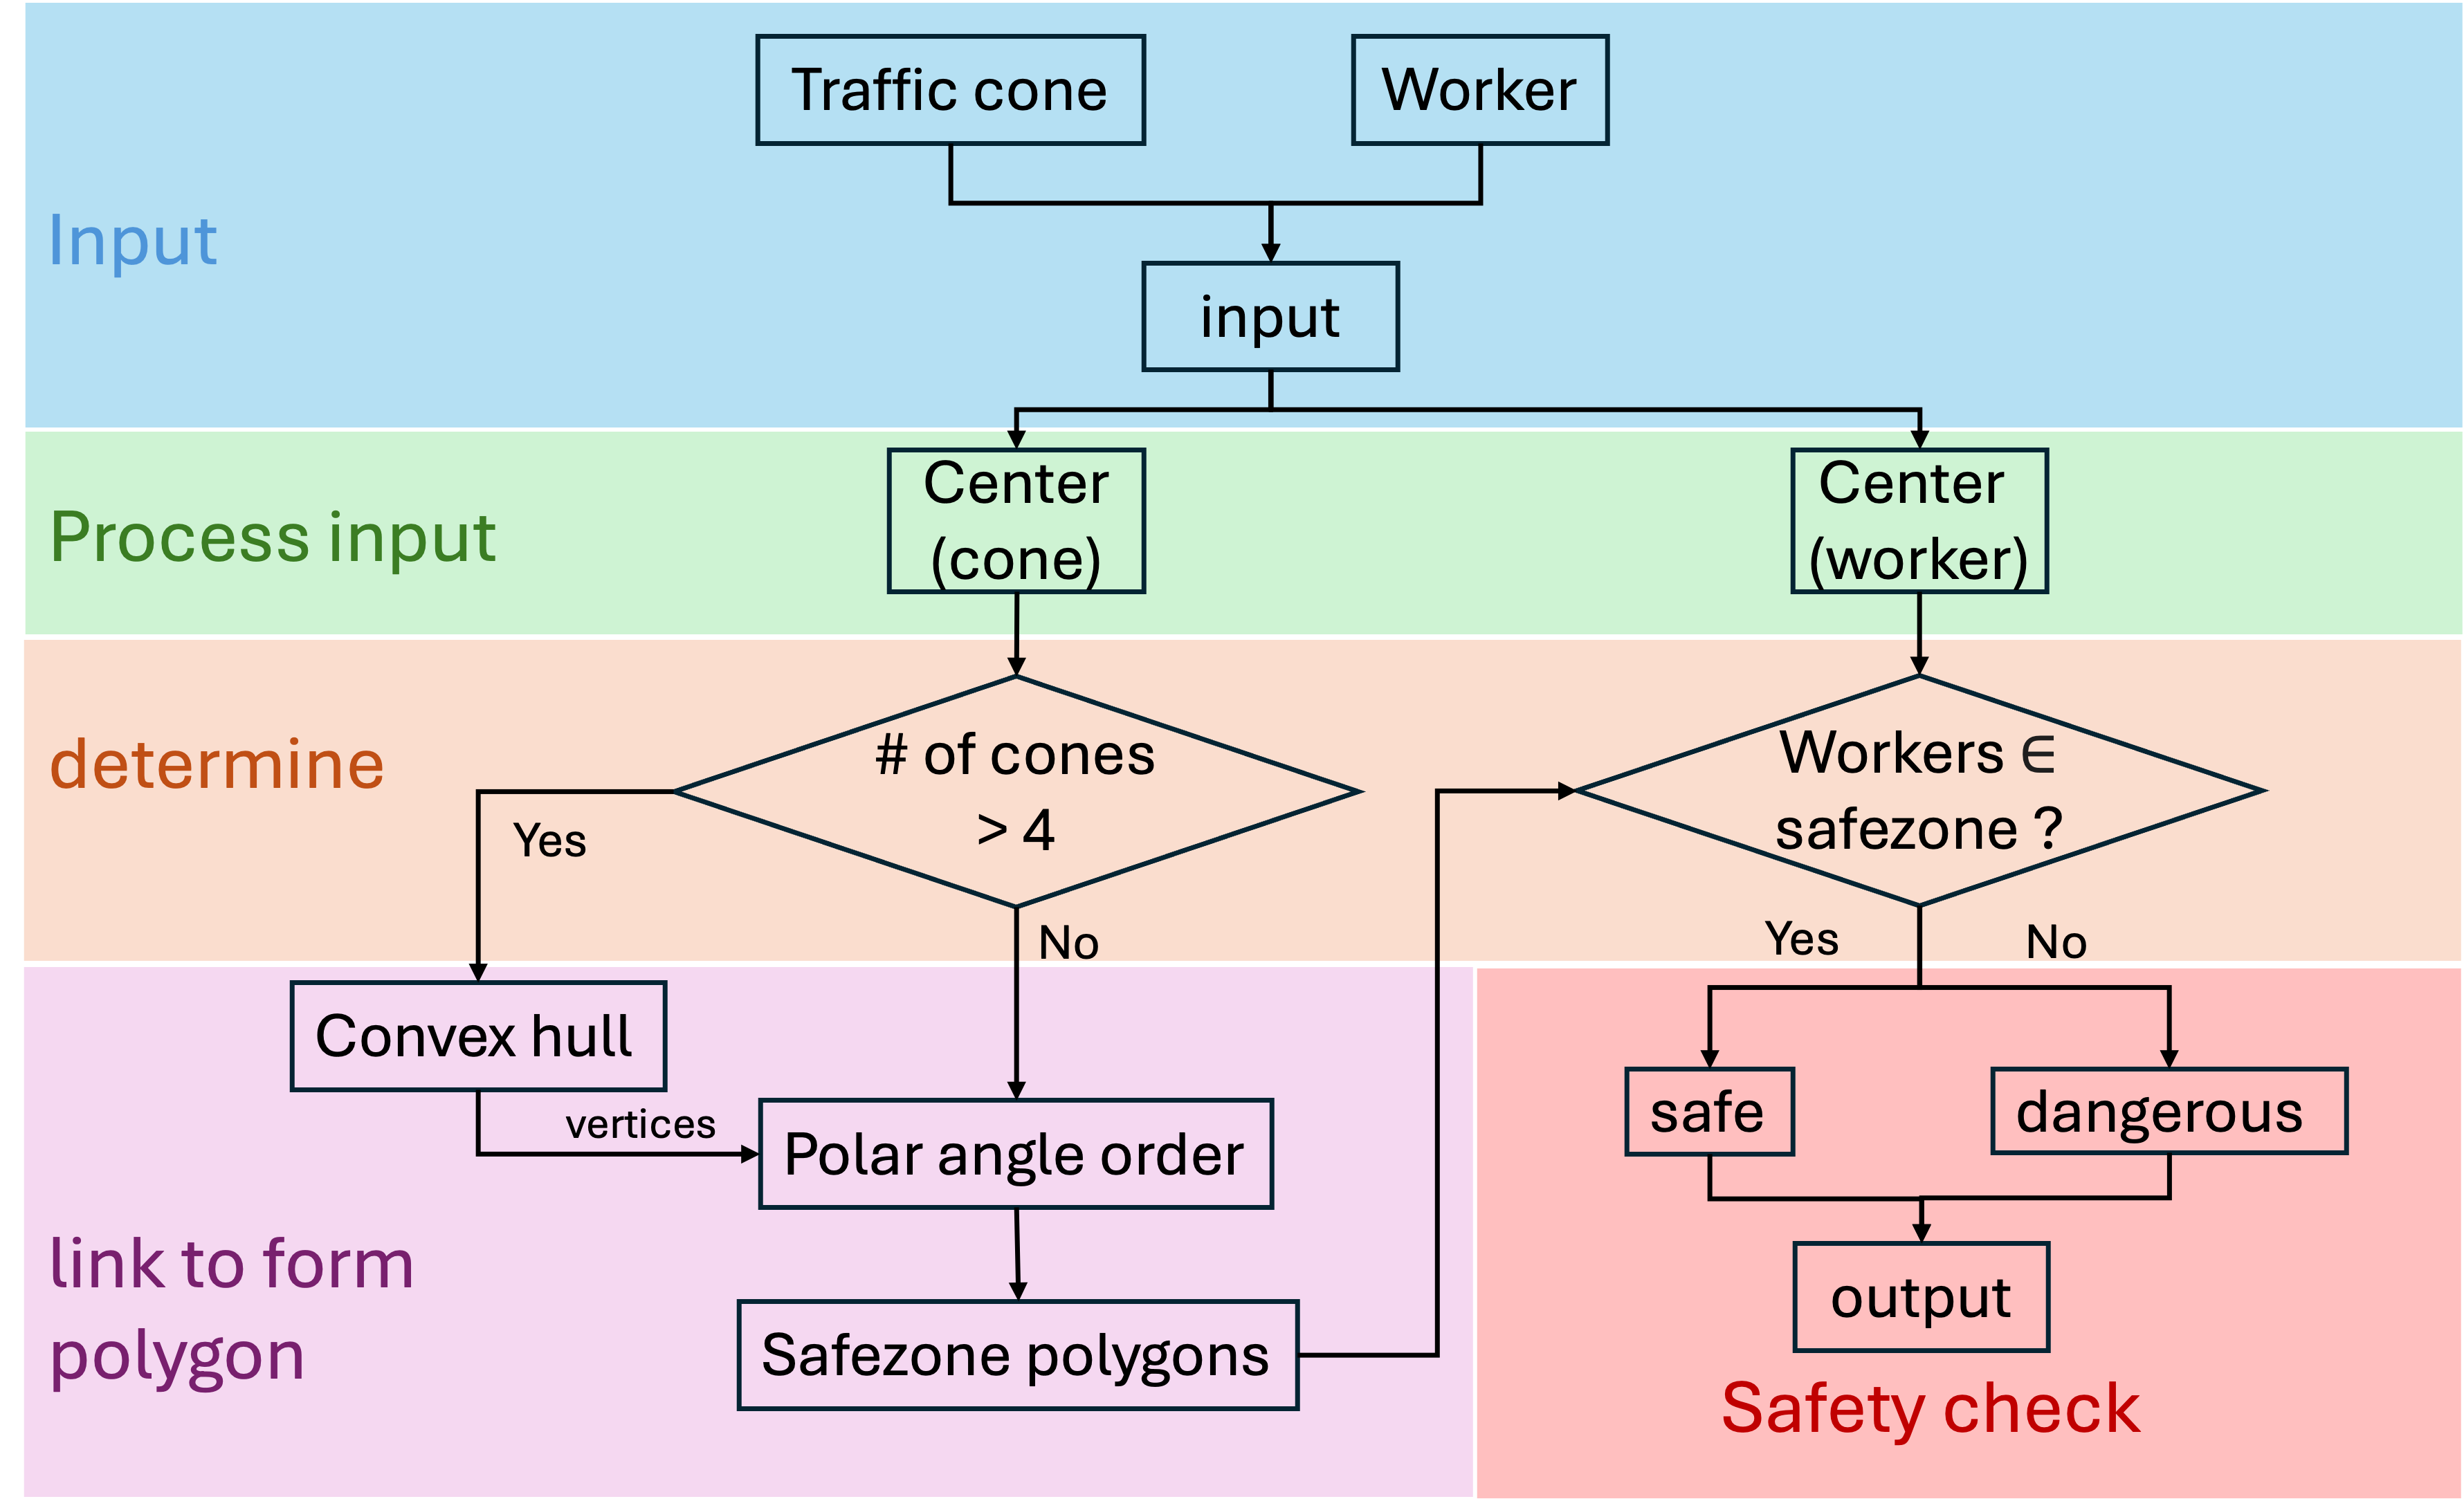 Traffic cone
Worker
Input
input
Process input
Center
(cone)
Center
(worker)
determine
# of cones
> 4
Workers ∈
safezone ?
Yes
No
Yes
No
Convex hull
vertices
Polar angle order
safe
dangerous
link to form
polygon
Safezone polygons
output
Safety check